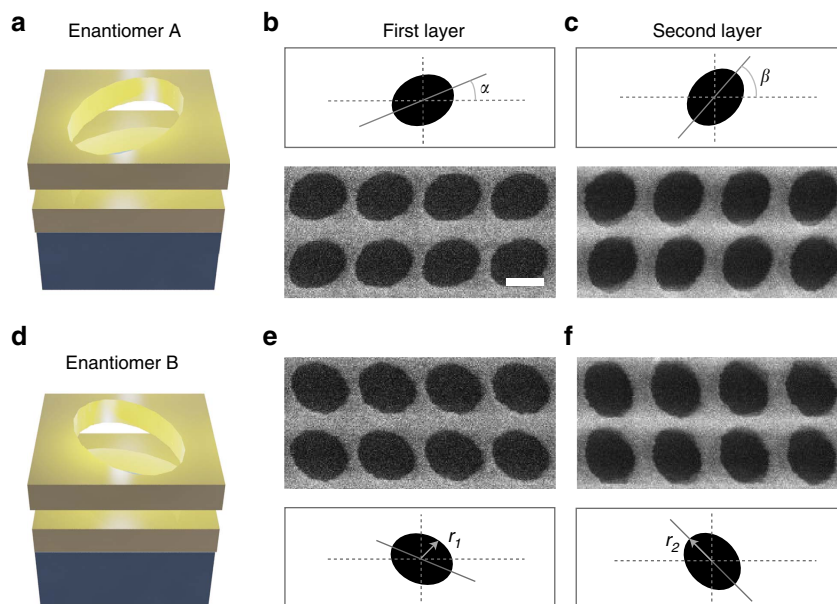 a
Enantiomer A
b
First layer
α
c
Second layer
β
d
Enantiomer B
e
r1
f
r2